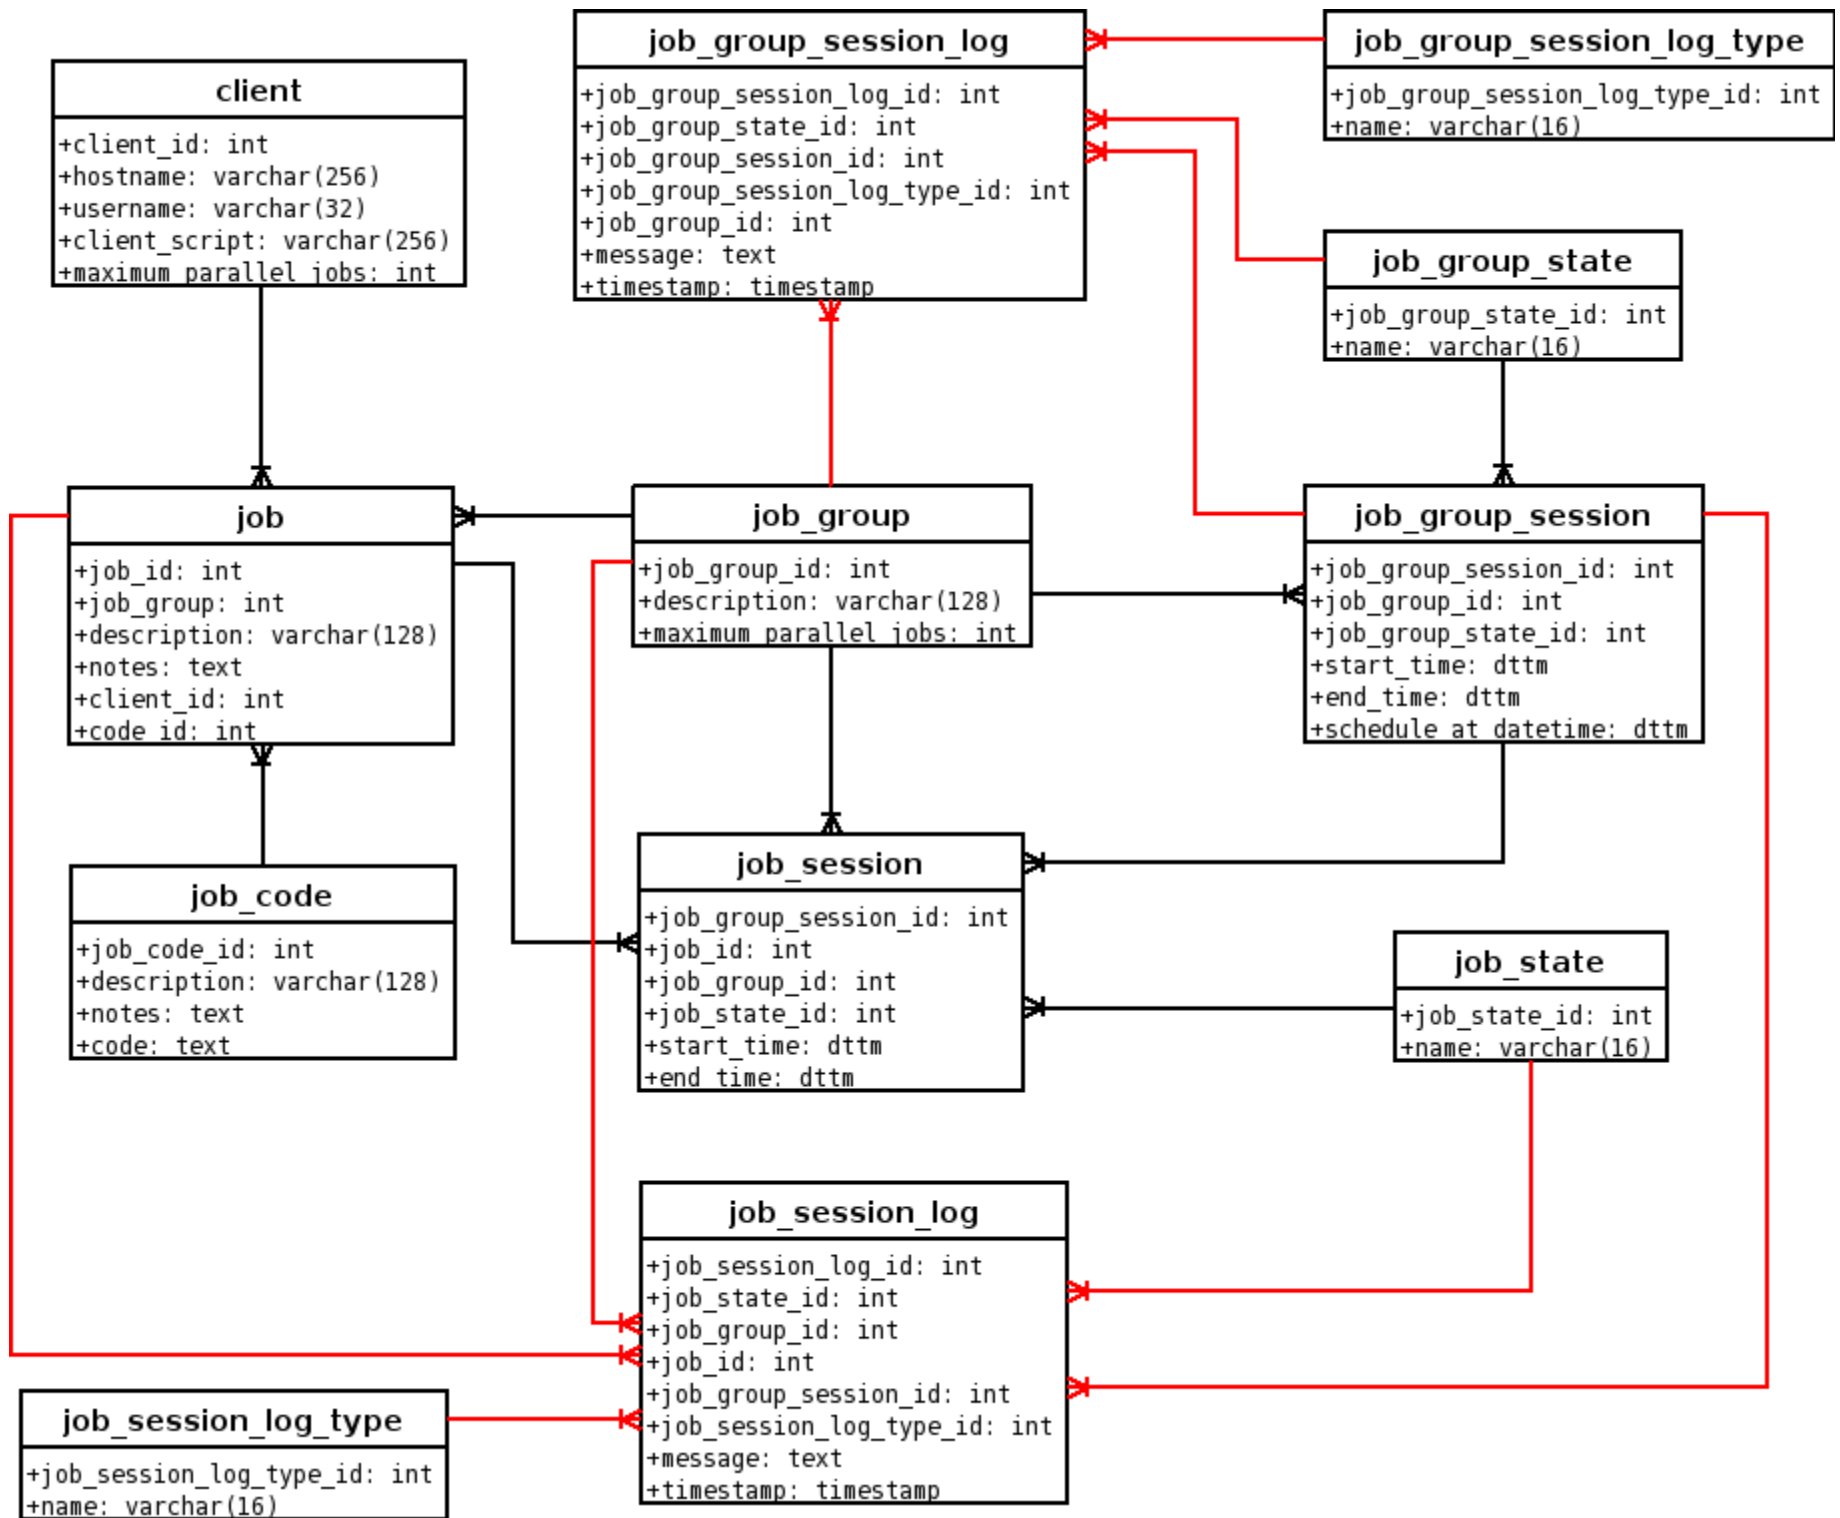 job_group_session_log
+job_group_session_log_id: int
+job_group_state_id: int
+job_group_session_id: int
+job_group_session_log_type_id: int
+job_group_id: int
+message: text
+timestamp: timestamp
job_group_session_log_type
+job_group_session_log_type_id: int
+name: varchar(16)
client
+client_id: int
+hostname: varchar(256)
+username: varchar(32)
+client_script: varchar(256)
+maximum_parallel_jobs: int
job_group_state
+job_group_state_id: int
+name: varchar(16)
job
+job_id: int
+job_group: int
+description: varchar(128)
+notes: text
+client_id: int
+code_id: int
job_group
+job_group_id: int
+description: varchar(128)
+maximum_parallel_jobs: int
job_group_session
+job_group_session_id: int
+job_group_id: int
+job_group_state_id: int
+start_time: dttm
+end_time: dttm
+schedule_at_datetime: dttm
job_code
+job_code_id: int
+description: varchar(128)
+notes: text
+code: text
job_session
+job_group_session_id: int
+job_id: int
+job_group_id: int
+job_state_id: int
+start_time: dttm
+end_time: dttm
job_state
+job_state_id: int
+name: varchar(16)
job_session_log
+job_session_log_id: int
+job_state_id: int
+job_group_id: int
+job_id: int
+job_group_session_id: int
+job_session_log_type_id: int
+message: text
+timestamp: timestamp
job_session_log_type
+job_session_log_type_id: int
+name: varchar(16)